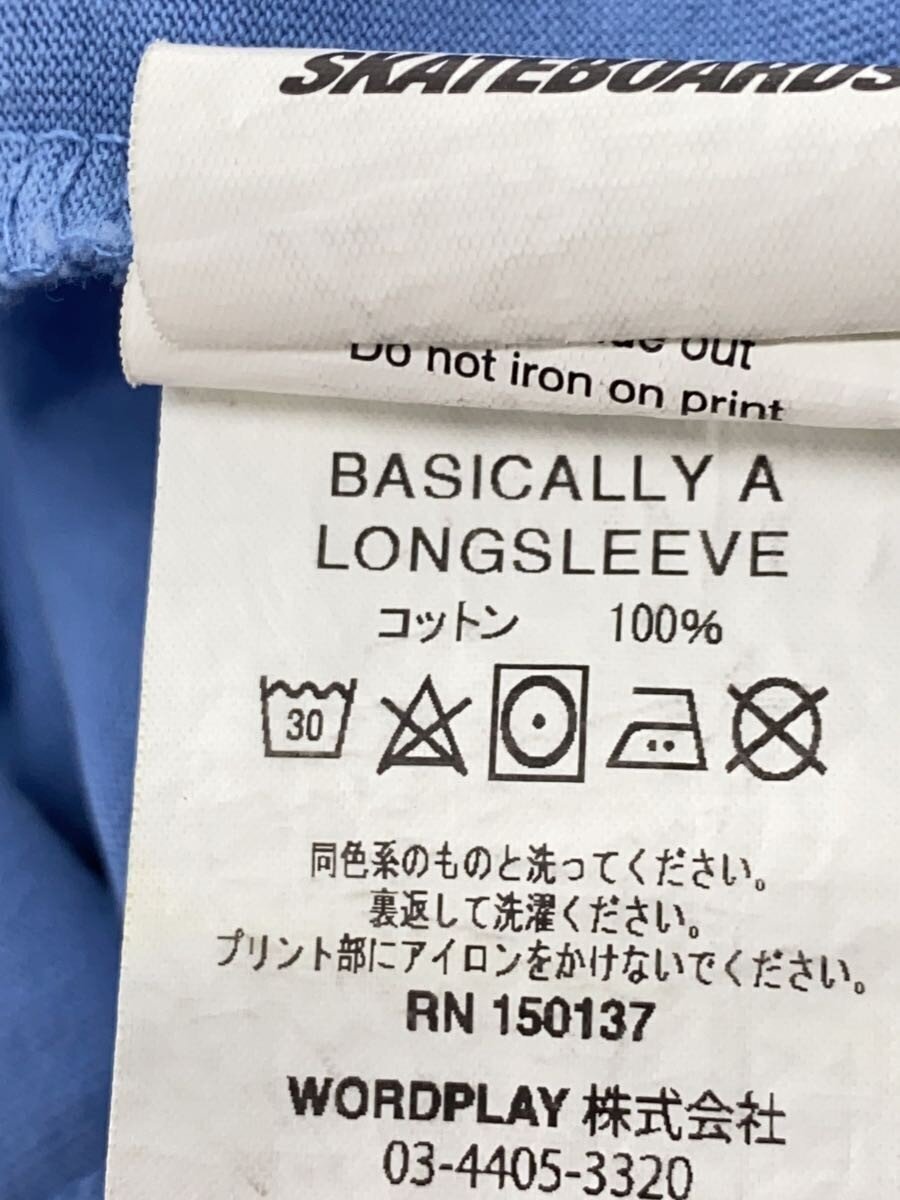 SKATEBOARDS
out
Do not iron on print
BASICALLY A
LONGSLEEVE
コットン 100%
30
同色系のものと洗ってください。
裏返して洗濯ください。
プリント部にアイロンをかけないでください。
RN 150137
WORDPLAY 株式会社
03-4405-3320